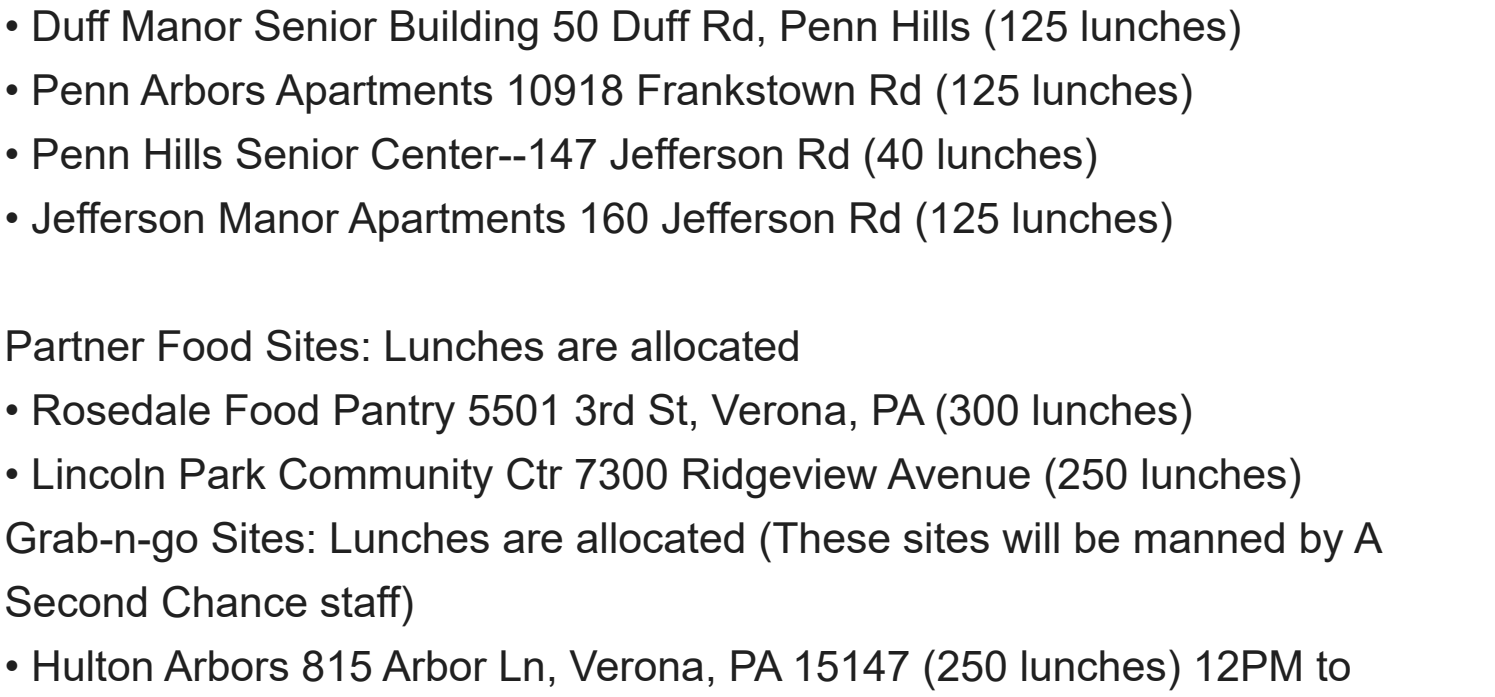 • Duff Manor Senior Building 50 Duff Rd, Penn Hills (125 lunches)
• Penn Arbors Apartments 10918 Frankstown Rd (125 lunches)
• Penn Hills Senior Center--147 Jefferson Rd (40 lunches)
• Jefferson Manor Apartments 160 Jefferson Rd (125 lunches)
Partner Food Sites: Lunches are allocated
• Rosedale Food Pantry 5501 3rd St, Verona, PA (300 lunches)
• Lincoln Park Community Ctr 7300 Ridgeview Avenue (250 lunches)
Grab-n-go Sites: Lunches are allocated (These sites will be manned by A
Second Chance staff)
• Hulton Arbors 815 Arbor Ln, Verona, PA 15147 (250 lunches) 12PM to